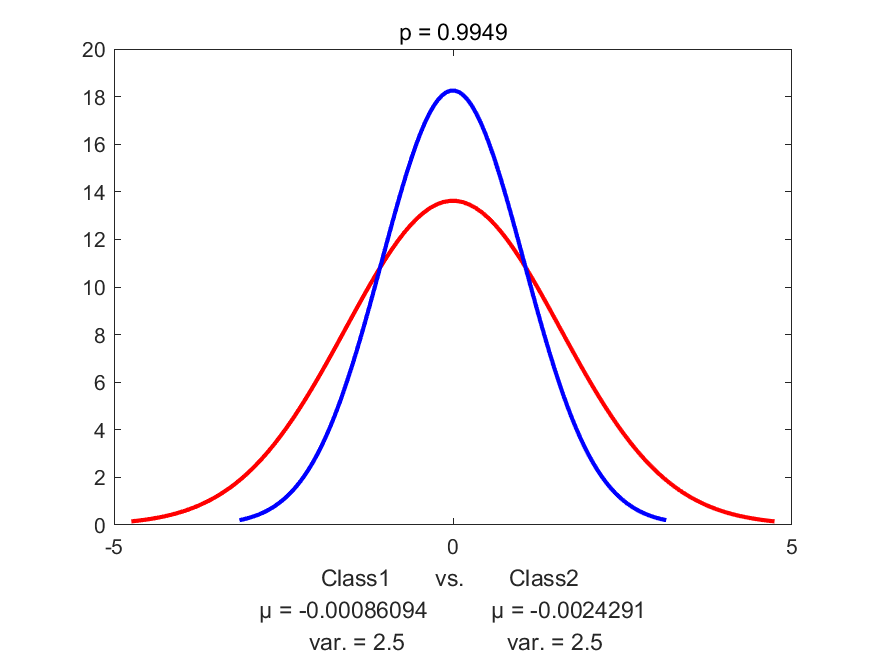 p = 0.9949
20
18
16
14
12
10
8
6
4
2
0
-5 0 5
Class1 vs. Class2
μ = -0.00086094 μ = -0.0024291
var. = 2.5 var. = 2.5